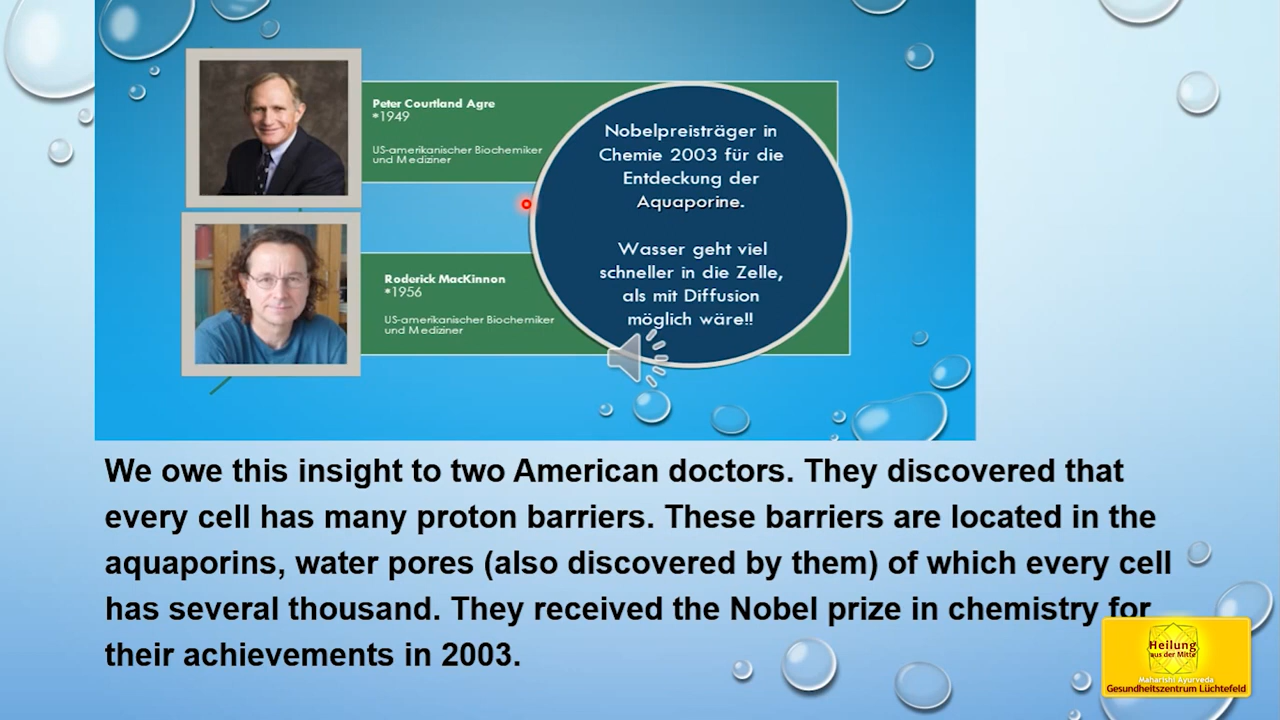 Peter Courtland Agre
*1949
US-amerikanischer Biochemiker
und Mediziner
Roderick MacKinnon
*1956
US-amerikanischer Biochemiker
und Mediziner
Nobelpreisträger in
Chemie 2003 für die
Entdeckung der
Aquaporine.
Wasser geht viel
schneller in die Zelle,
als mit Diffusion
möglich wäre!!
We owe this insight to two American doctors. They discovered that
every cell has many proton barriers. These barriers are located in the
aquaporins, water pores (also discovered by them) of which every cell
has several thousand. They received the Nobel prize in chemistry for
their achievements in 2003.
Heilung
aus der Mitte
Maharishi Ayurveda
Gesundheitszentrum Lüchtefeld